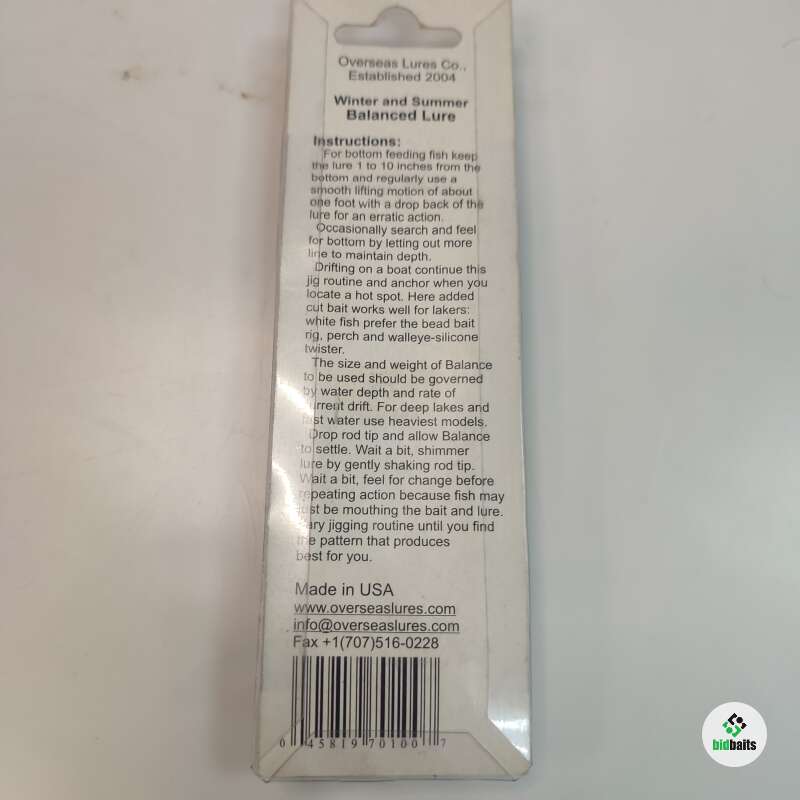 Overseas Lures Co.,
Established 2004
Winter and Summer
Balanced Lure
Instructions:
For bottom feeding fish keep
the lure 1 to 10 inches from the
bottom and regularly use a
smooth lifting motion of about
one foot with a drop back of the
lure for an erratic action.
Occasionally search and feel
for bottom by letting out more
line to maintain depth.
Drifting on a boat continue this
jig routine and anchor when you
locate a hot spot. Here added
cut bait works well for lakers:
white fish prefer the bead bait
rig, perch and walleye-silicone
twister.
The size and weight of Balance
to be used should be governed
by water depth and rate of
current drift. For deep lakes and
fast water use heaviest models.
Drop rod tip and allow Balance
to settle. Wait a bit, shimmer
lure by gently shaking rod tip.
Wait a bit, feel for change before
repeating action because fish may
just be mouthing the bait and lure.
Vary jigging routine until you find
the pattern that produces
best for you.
Made in USA
www.overseaslures.com
info@overseaslures.com
Fax +1(707)516-0228
0 45819 70100 7
bidbaits